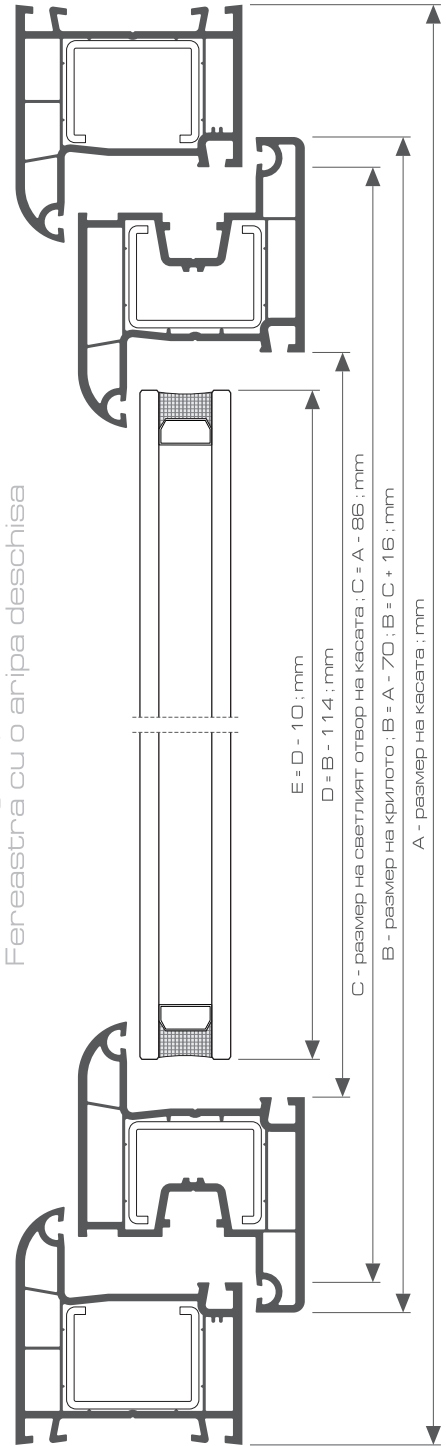 Fereastră cu o aripa deschisa
E = D - 10 ; mm
D = B - 114 ; mm
C - размер на светлият отвор на касата ; C = A - 86 ; mm
B - размер на крилото ; B = A - 70 ; B = C + 16 ; mm
A - размер на касата ; mm